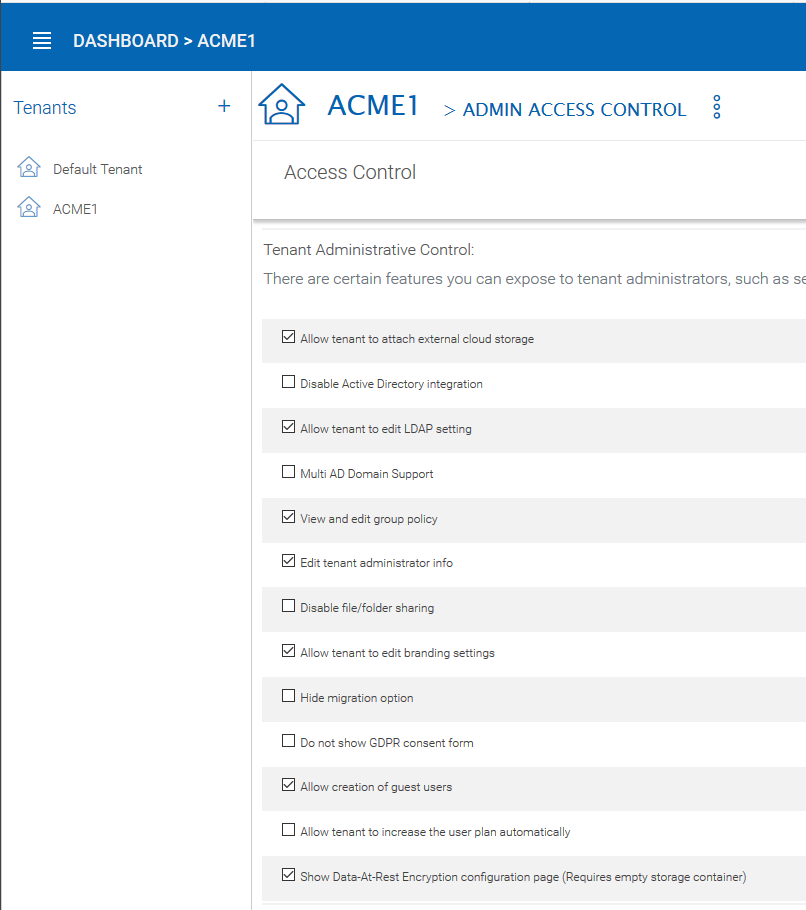 DASHBOARD > ACME1
Tenants +
Default Tenant
ACME1
ACME1 > ADMIN ACCESS CONTROL
Access Control
Tenant Administrative Control:
There are certain features you can expose to tenant administrators, such as se
Allow tenant to attach external cloud storage
Disable Active Directory integration
Allow tenant to edit LDAP setting
Multi AD Domain Support
View and edit group policy
Edit tenant administrator info
Disable file/folder sharing
Allow tenant to edit branding settings
Hide migration option
Do not show GDPR consent form
Allow creation of guest users
Allow tenant to increase the user plan automatically
Show Data-At-Rest Encryption configuration page (Requires empty storage container)